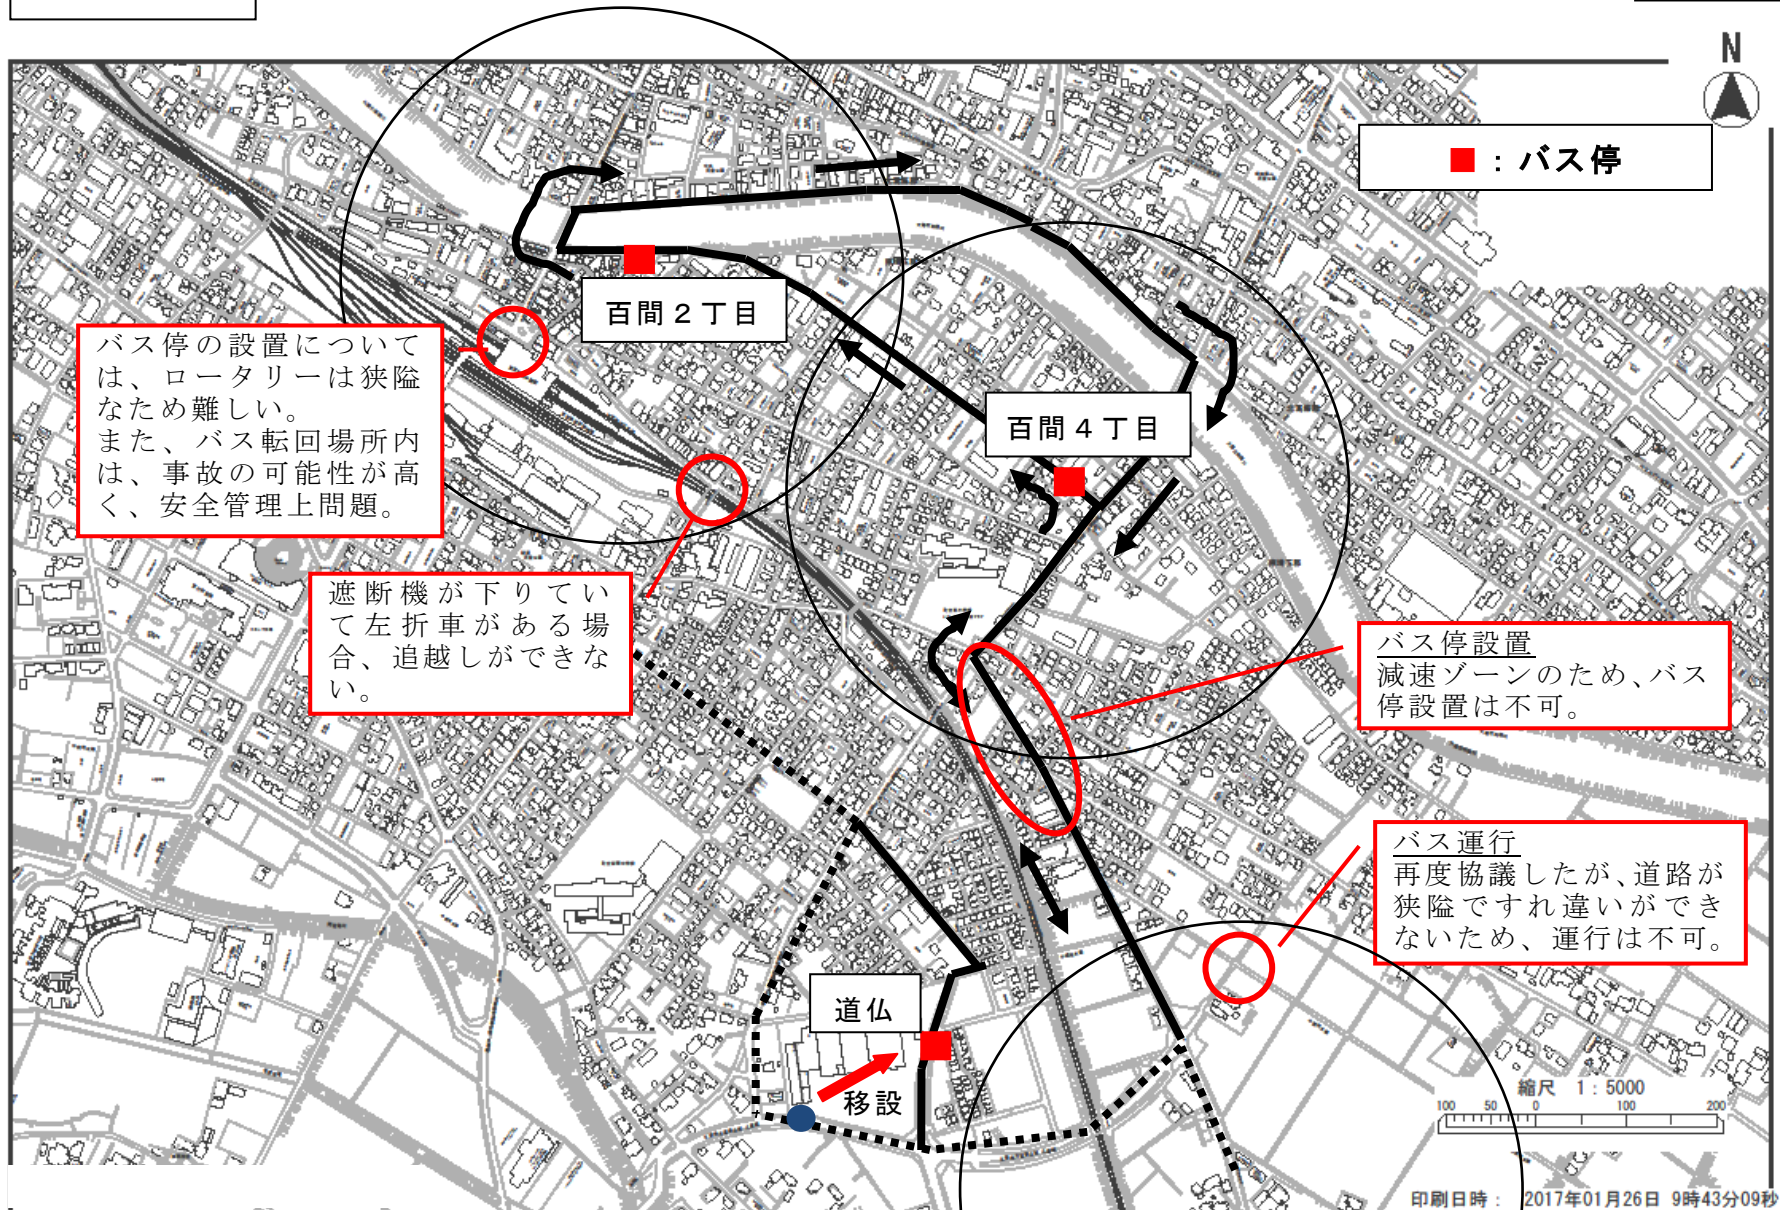 N
■：バス停
百間２丁目
バス停の設置について
は、ロータリーは狭隘
なため難しい。
また、バス転回場所内
は、事故の可能性が高
く、安全管理上問題。
百間４丁目
遮断機が下りてい
て左折車がある場
合、追越しができな
い。
バス停設置
減速ゾーンのため、バス
停設置は不可。
バス運行
再度協議したが、道路が
狭隘ですれ違いができ
ないため、運行は不可。
道仏
移設
縮尺 1：5000
100 50 0 100 200
印刷日時： 2017年01月26日 9時43分09秒